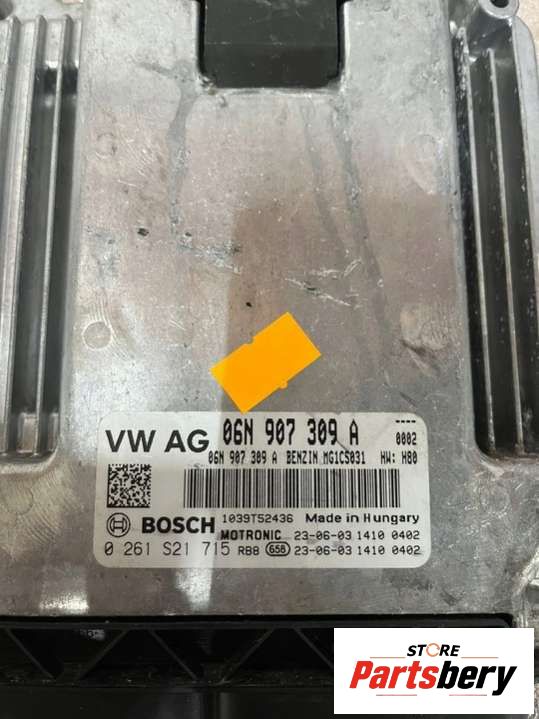 VW AG 06N 907 309 A ----
06N 907 309 A BENZIN MG1CS031 HW: H80 0002
BOSCH 1039T52436 Made in Hungary
MOTRONIC 23-06-03 1410 0402
0 261 S21 715 RB8 658 23-06-03 1410 0402
STORE
Partsbery